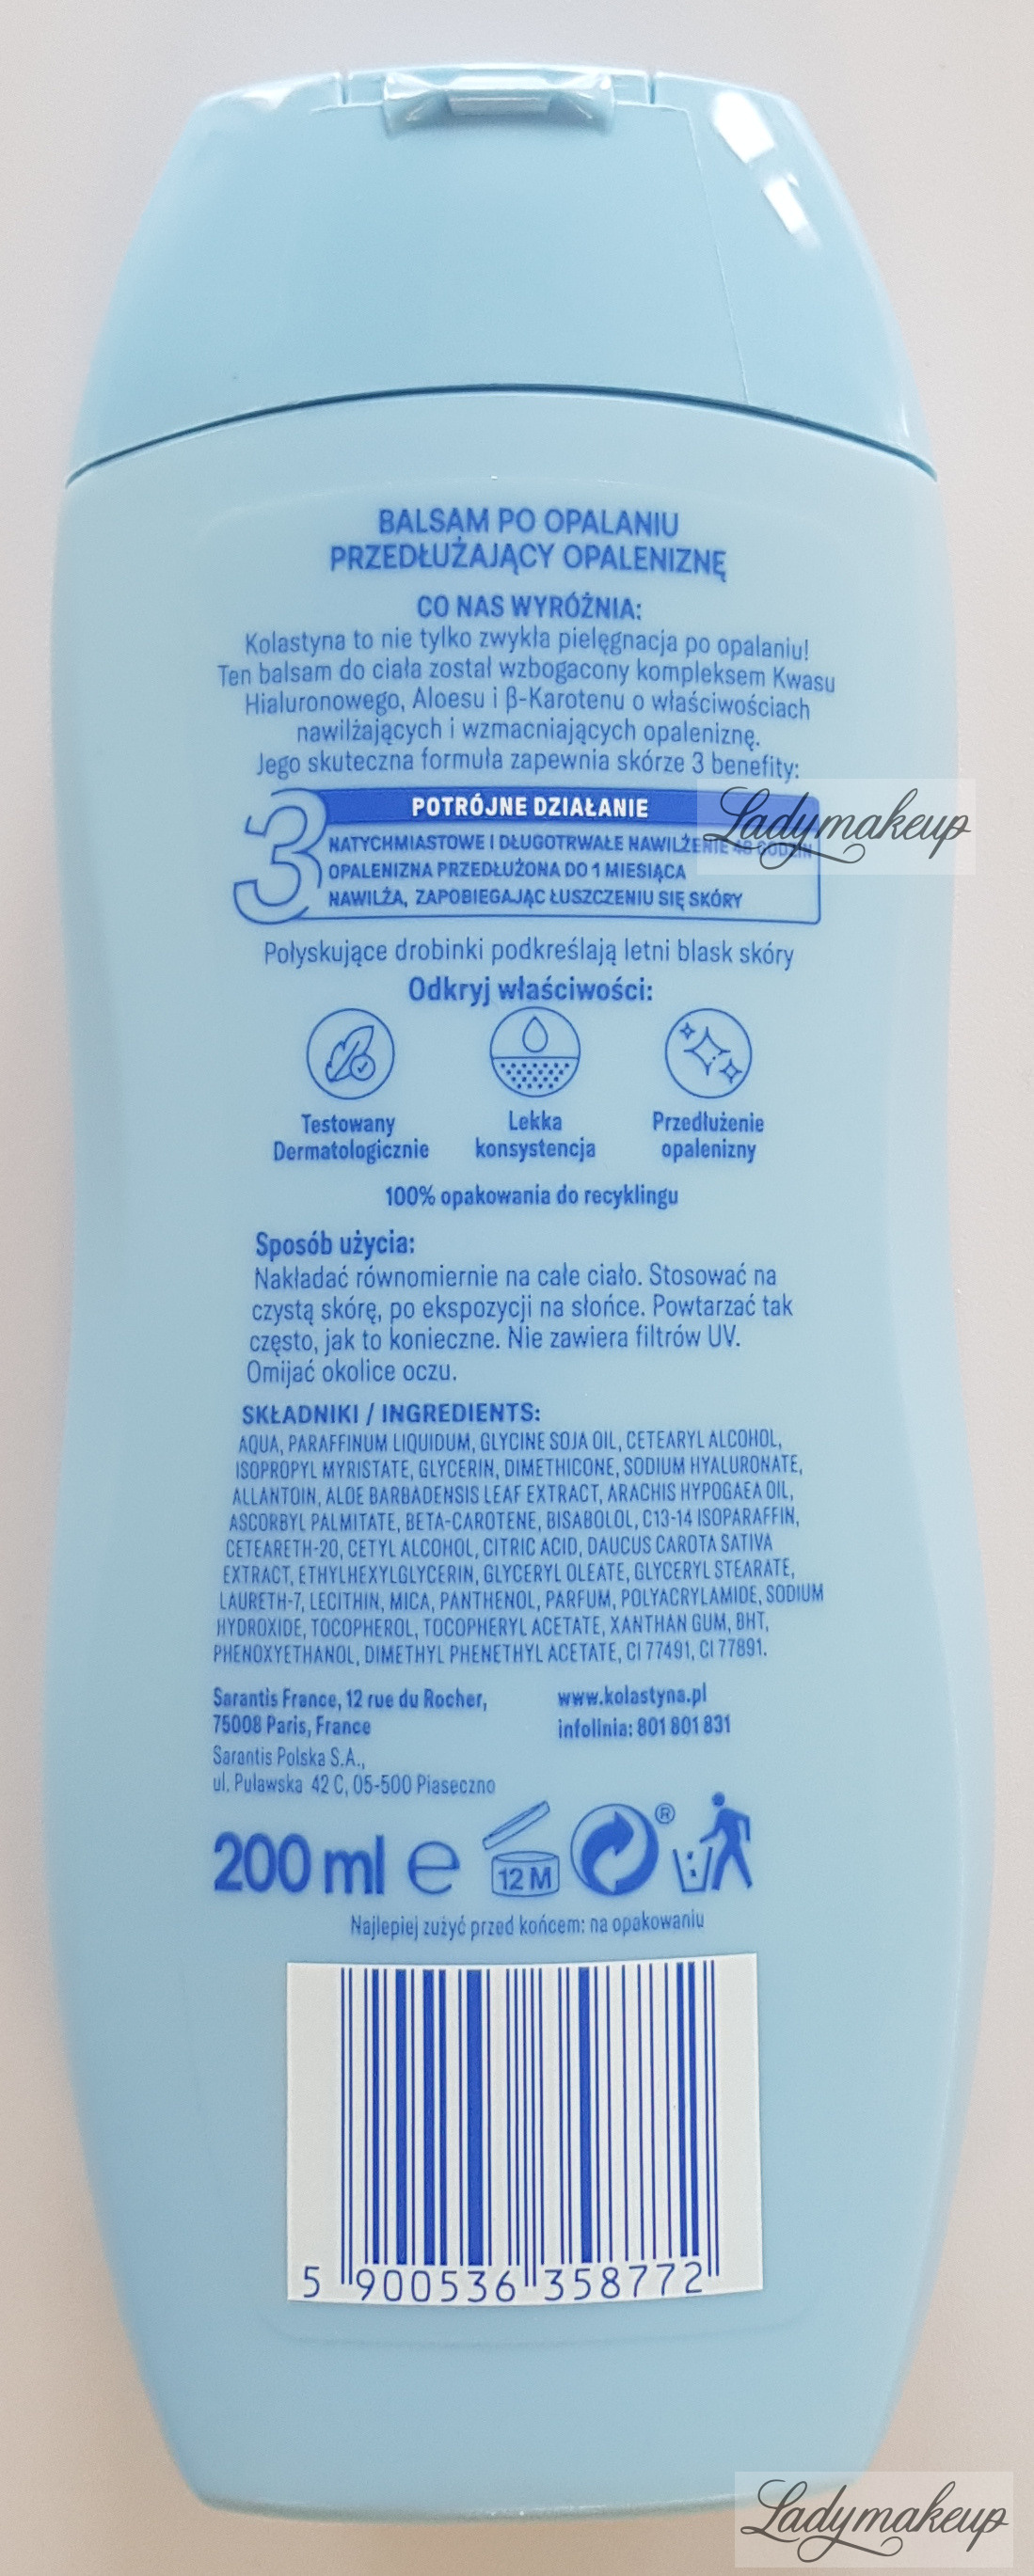 BALSAM PO OPALANIU
PRZEDŁUŻAJĄCY OPALENIZNĘ
CO NAS WYRÓŻNIA:
Kolastyna to nie tylko zwykła pielęgnacja po opalaniu!
Ten balsam do ciała został wzbogacony kompleksem Kwasu
Hialuronowego, Aloesu i β-Karotenu o właściwościach
nawilżających i wzmacniających opaleniznę.
Jego skuteczna formuła zapewnia skórze 3 benefity:
3
POTRÓJNE DZIAŁANIE
Ladymakeup
NATYCHMIASTOWE I DŁUGOTRWAŁE NAWILŻENIE 48 GODZIN
OPALENIZNA PRZEDŁUŻONA DO 1 MIESIĄCA
NAWILŻA, ZAPOBIEGAJĄC ŁUSZCZENIU SIĘ SKÓRY
Połyskujące drobinki podkreślają letni blask skóry
Odkryj właściwości:
Testowany Dermatologicznie
Lekka konsystencja
Przedłużenie opalenizny
100% opakowania do recyklingu
Sposób użycia:
Nakładać równomiernie na całe ciało. Stosować na
czystą skórę, po ekspozycji na słońce. Powtarzać tak
często, jak to konieczne. Nie zawiera filtrów UV.
Omijać okolice oczu.
SKŁADNIKI / INGREDIENTS:
AQUA, PARAFFINUM LIQUIDUM, GLYCINE SOJA OIL, CETEARYL ALCOHOL,
ISOPROPYL MYRISTATE, GLYCERIN, DIMETHICONE, SODIUM HYALURONATE,
ALLANTOIN, ALOE BARBADENSIS LEAF EXTRACT, ARACHIS HYPOGAEA OIL,
ASCORBYL PALMITATE, BETA-CAROTENE, BISABOLOL, C13-14 ISOPARAFFIN,
CETEARETH-20, CETYL ALCOHOL, CITRIC ACID, DAUCUS CAROTA SATIVA
EXTRACT, ETHYLHEXYLGLYCERIN, GLYCERYL OLEATE, GLYCERYL STEARATE,
LAURETH-7, LECITHIN, MICA, PANTHENOL, PARFUM, POLYACRYLAMIDE, SODIUM
HYDROXIDE, TOCOPHEROL, TOCOPHERYL ACETATE, XANTHAN GUM, BHT,
PHENOXYETHANOL, DIMETHYL PHENETHYL ACETATE, CI 77491, CI 77891.
Sarantis France, 12 rue du Rocher,
75008 Paris, France
Sarantis Polska S.A.,
ul. Puławska 42 C, 05-500 Piaseczno
www.kolastyna.pl
infolinia: 801 801 831
200 ml e
12 M
®
Najlepiej zużyć przed końcem: na opakowaniu
5 900536 358772
Ladymakeup